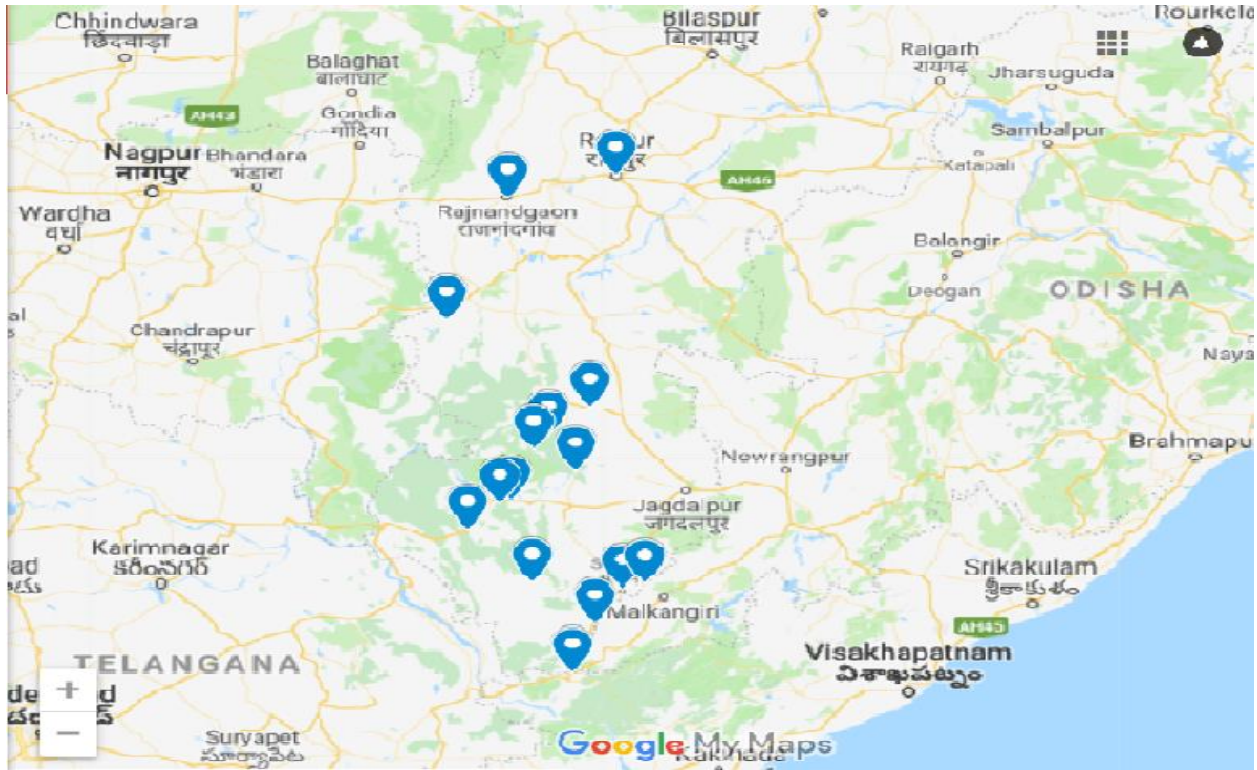 Chhindwara
छिंदवाड़ा
Bilaspur
बिलासपुर
Rourkela
Balaghat
बालाघाट
Raigarh
रायगढ़
Jharsuguda
AH43
Gondia
गोंदिया
Sambalpur
Nagpur
नागपुर
Bhandara
भंडारा
Katapali
AH46
Wardha
वर्धा
Rajnandgaon
राजनांदगांव
Balangir
Deogan
ODISHA
al
Chandrapur
चंद्रापूर
Naya
Brahmapu
Nowrangpur
Jagdalpur
जगदलपुर
ad
Karimnagar
కరీంనగర్
Srikakulam
శ్రీకాకుళం
Malkangiri
AH45
TELANGANA
Visakhapatnam
విశాఖపట్నం
+
−
Suryapet
సూర్యాపేట
Google My Maps